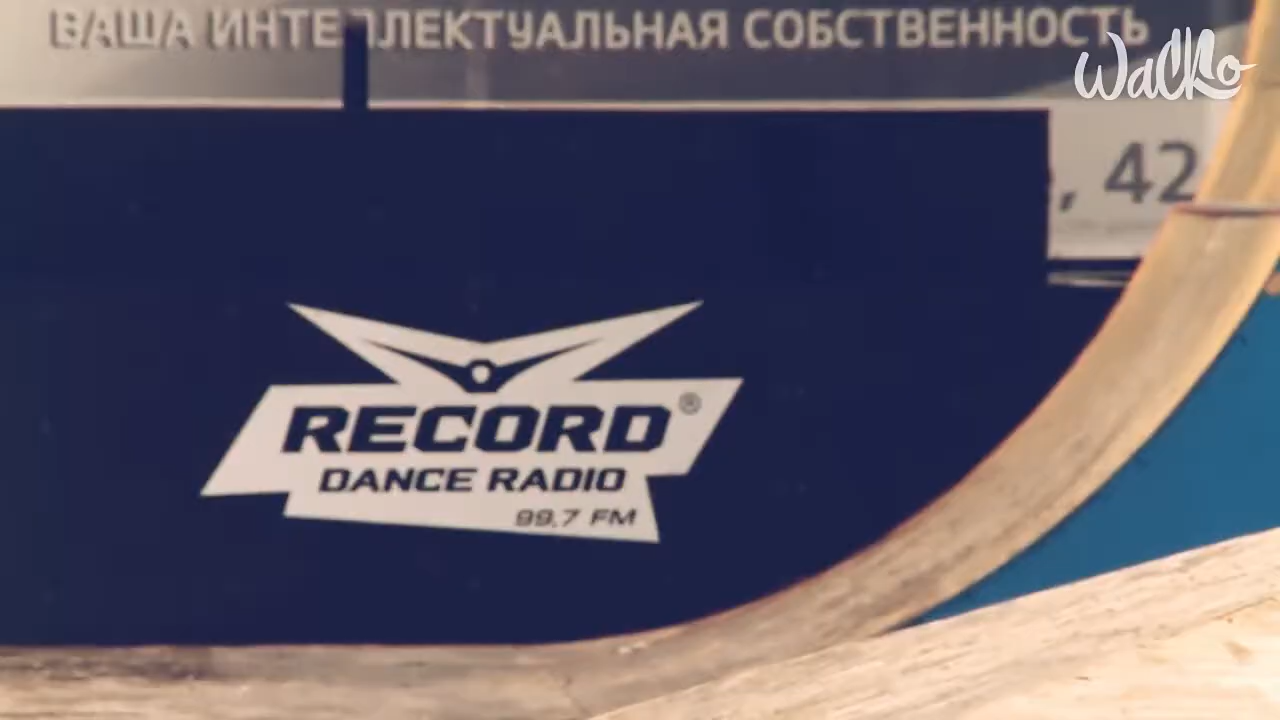 ВАША ИНТЕЛЛЕКТУАЛЬНАЯ СОБСТВЕННОСТЬ
Wacko
, 42
RECORD®
DANCE RADIO
99.7 FM